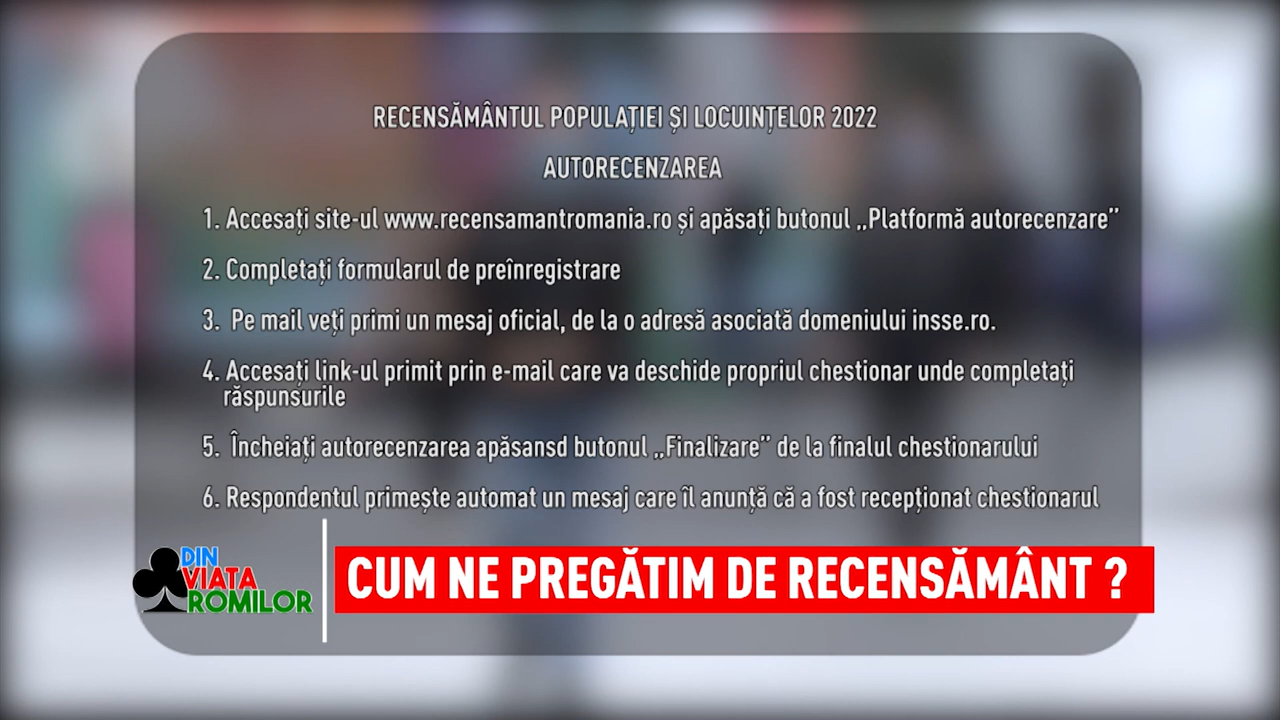 RECENSĂMÂNTUL POPULAȚIEI ȘI LOCUINȚELOR 2022
AUTORECENZAREA
1. Accesați site-ul www.recensamantromania.ro și apăsați butonul ,,Platformă autorecenzare”
2. Completați formularul de preînregistrare
3. Pe mail veți primi un mesaj oficial, de la o adresă asociată domeniului insse.ro.
4. Accesați link-ul primit prin e-mail care va deschide propriul chestionar unde completați
răspunsurile
5. Încheiați autorecenzarea apăsansd butonul ,,Finalizare” de la finalul chestionarului
6. Respondentul primește automat un mesaj care îl anunță că a fost recepționat chestionarul
DIN
VIATA
ROMILOR
CUM NE PREGĂTIM DE RECENSĂMÂNT ?